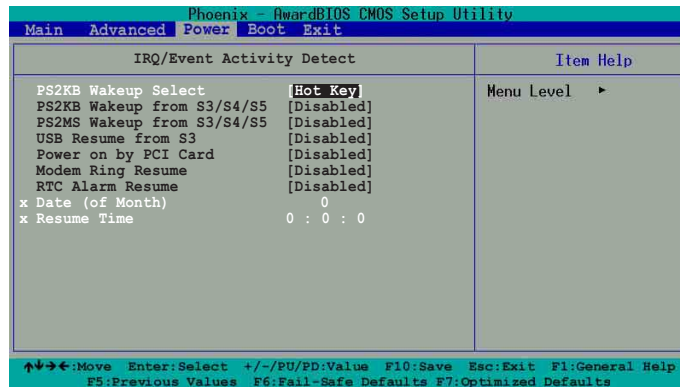 Phoenix - AwardBIOS CMOS Setup Utility
Main Advanced Power Boot Exit
IRQ/Event Activity Detect
Item Help
PS2KB Wakeup Select [Hot Key]
Menu Level ►
PS2KB Wakeup from S3/S4/S5 [Disabled]
PS2MS Wakeup from S3/S4/S5 [Disabled]
USB Resume from S3 [Disabled]
Power on by PCI Card [Disabled]
Modem Ring Resume [Disabled]
RTC Alarm Resume [Disabled]
x Date (of Month) 0
x Resume Time 0 : 0 : 0
↑↓→←:Move Enter:Select +/-/PU/PD:Value F10:Save Esc:Exit F1:General Help
F5:Previous Values F6:Fail-Safe Defaults F7:Optimized Defaults